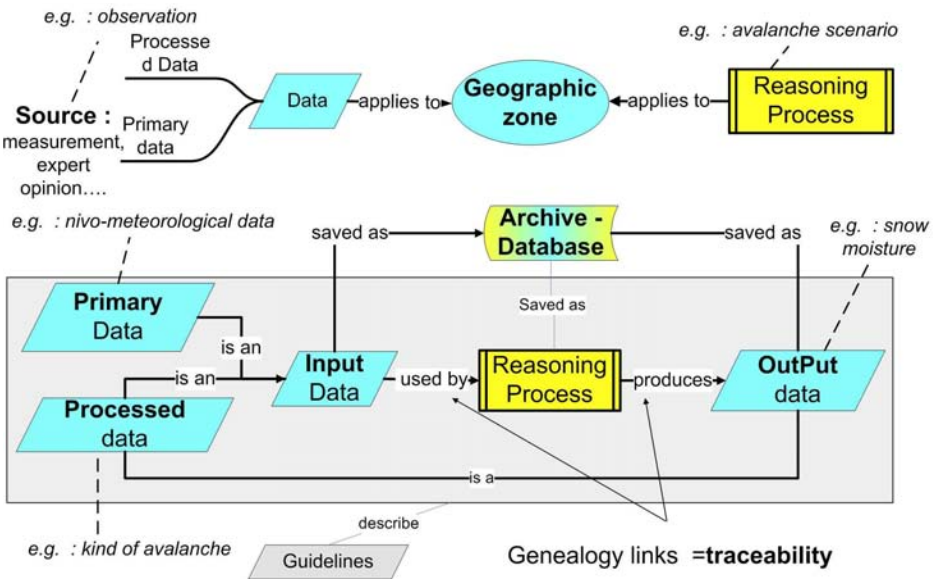 e.g. : observation
Processe
d Data
Source :
measurement,
expert
opinion....
Primary
data
Data
applies to
Geographic
zone
applies to
e.g. : avalanche scenario
Reasoning
Process
e.g. : nivo-meteorological data
saved as
Archive -
Database
saved as
e.g. : snow
moisture
Saved as
Primary
Data
is an
is an
Input
Data
used by
Reasoning
Process
produces
OutPut
data
Processed
data
is a
describe
e.g. : kind of avalanche
Guidelines
Genealogy links =traceability